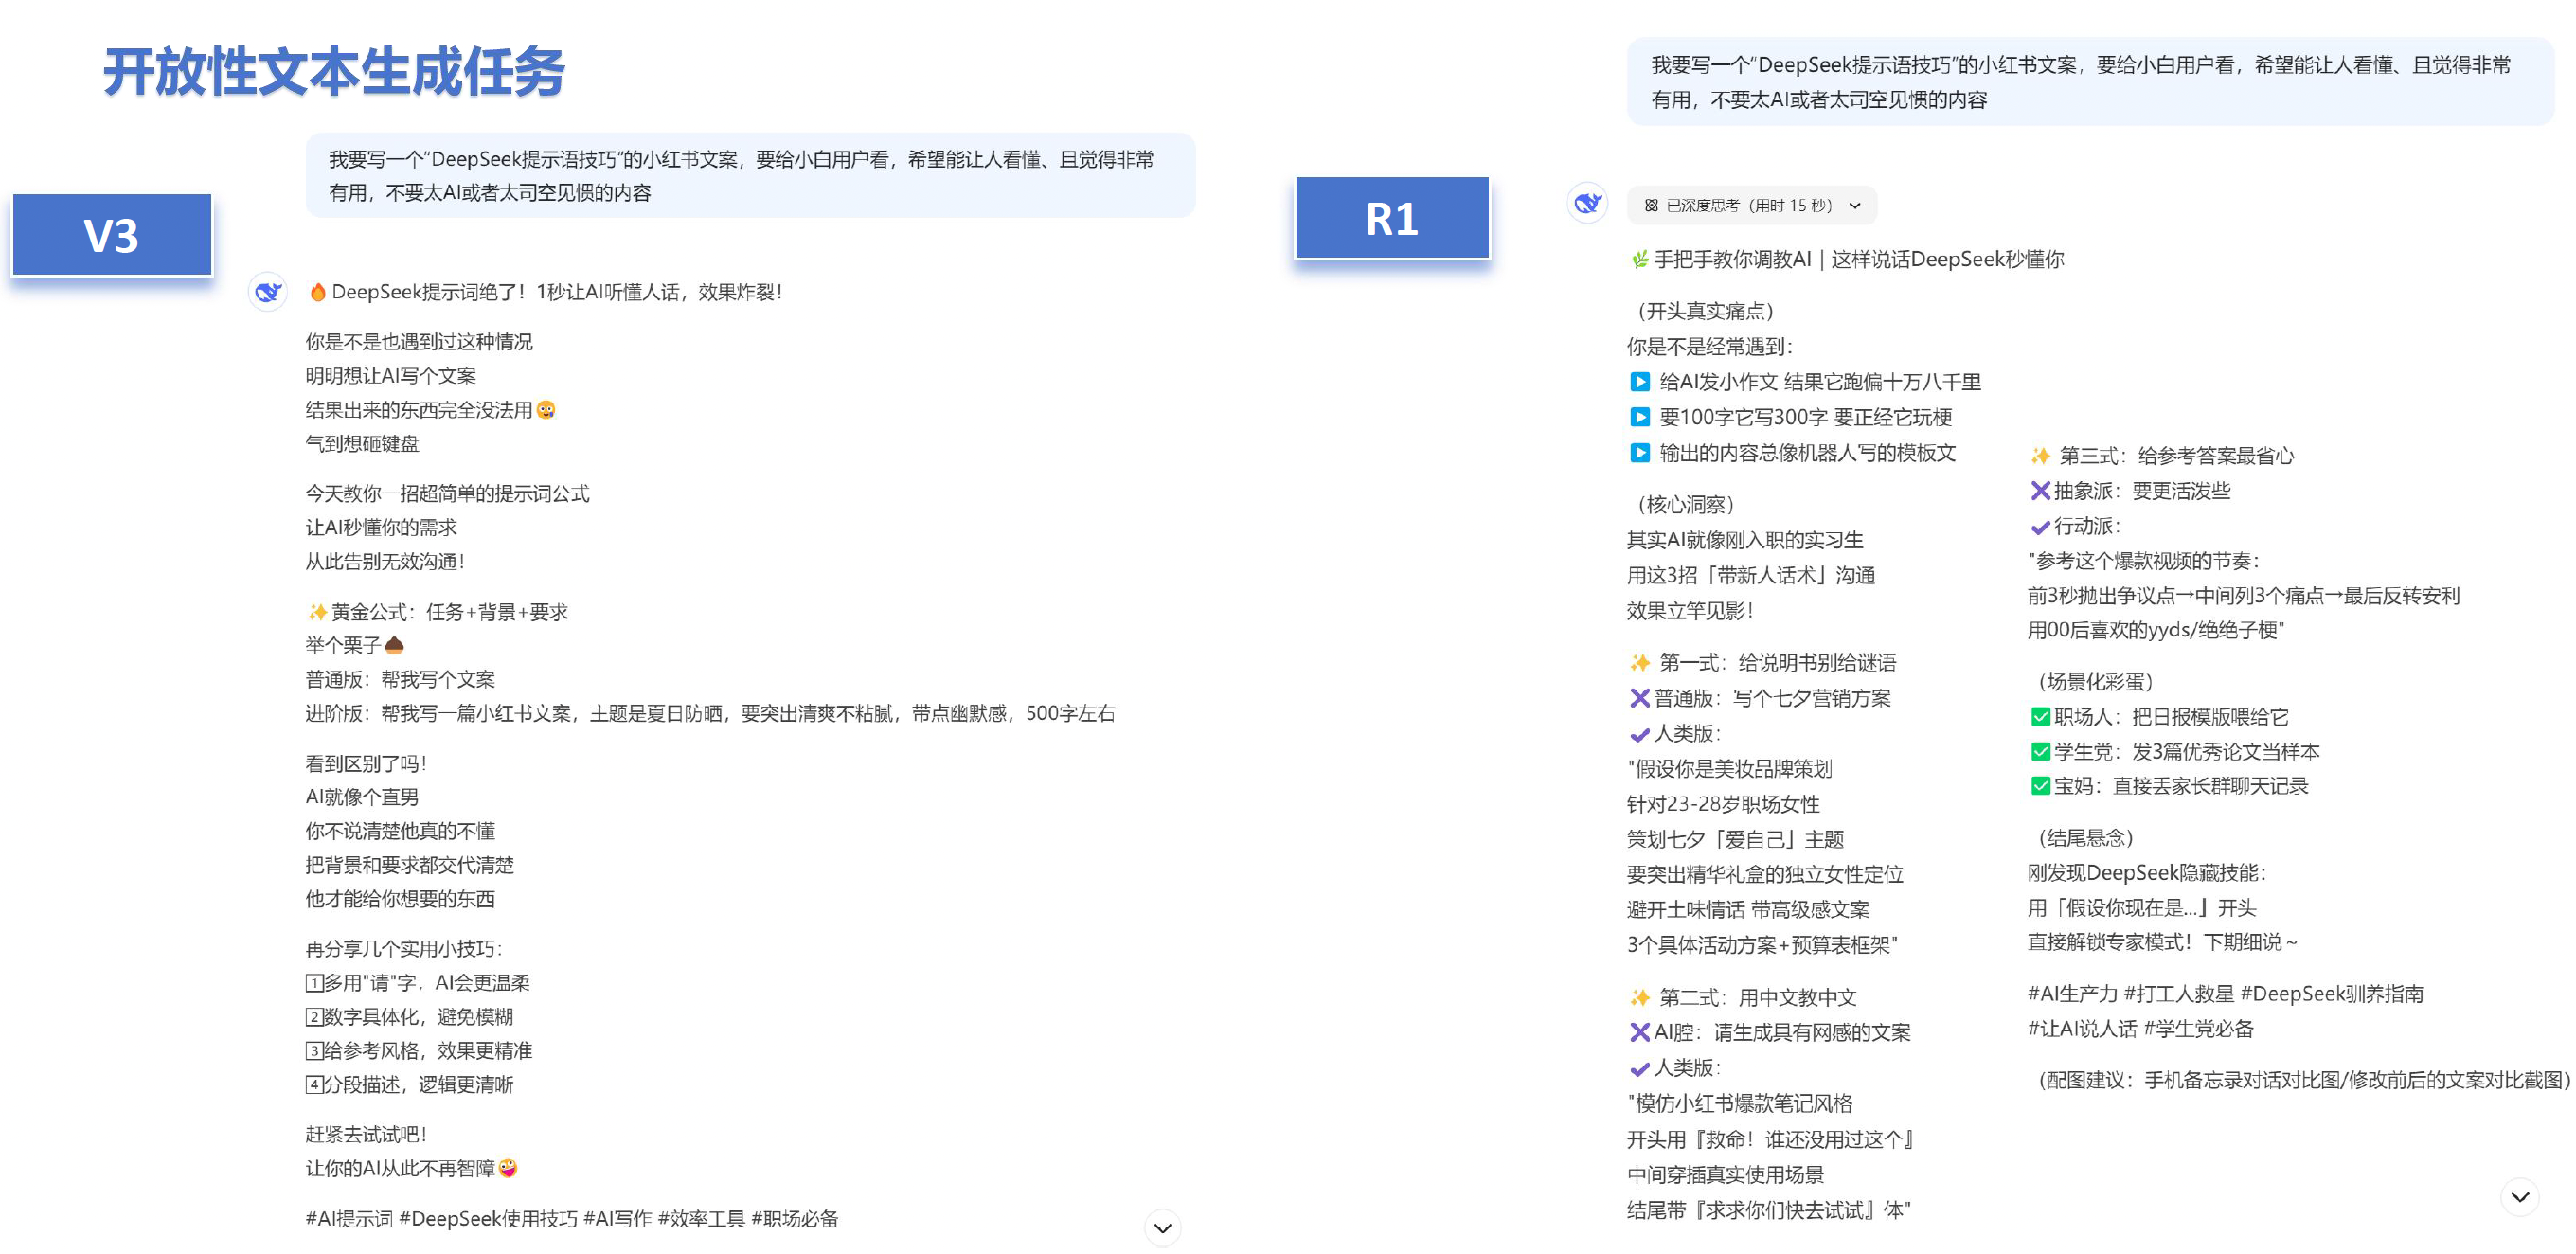 开放性文本生成任务
我要写一个“DeepSeek提示语技巧”的小红书文案，要给小白用户看，希望能让人看懂、且觉得非常
有用，不要太AI或者太司空见惯的内容
V3
🔥DeepSeek提示词绝了！1秒让AI听懂人话，效果炸裂！
你是不是也遇到过这种情况
明明想让AI写个文案
结果出来的东西完全没法用
气到想砸键盘
今天教你一招超简单的提示词公式
让AI秒懂你的需求
从此告别无效沟通！
✨黄金公式：任务+背景+要求
举个栗子🌰
普通版：帮我写个文案
进阶版：帮我写一篇小红书文案，主题是夏日防晒，要突出清爽不粘腻，带点幽默感，500字左右
看到区别了吗！
AI就像个直男
你不说清楚他真的不懂
把背景和要求都交代清楚
他才能给你想要的东西
再分享几个实用小技巧：
1️⃣多用"请"字，AI会更温柔
2️⃣数字具体化，避免模糊
3️⃣给参考风格，效果更精准
4️⃣分段描述，逻辑更清晰
赶紧去试试吧！
让你的AI从此不再智障🤪
#AI提示词 #DeepSeek使用技巧 #AI写作 #效率工具 #职场必备
我要写一个“DeepSeek提示语技巧”的小红书文案，要给小白用户看，希望能让人看懂、且觉得非常
有用，不要太AI或者太司空见惯的内容
R1
已深度思考（用时 15 秒）
🌿手把手教你调教AI｜这样说话DeepSeek秒懂你
（开头真实痛点）
你是不是经常遇到：
▶️ 给AI发小作文 结果它跑偏十万八千里
▶️ 要100字它写300字 要正经它玩梗
▶️ 输出的内容总像机器人写的模板文
（核心洞察）
其实AI就像刚入职的实习生
用这3招「带新人话术」沟通
效果立竿见影！
✨ 第一式：给说明书别给谜语
❌普通版：写个七夕营销方案
✔️人类版：
"假设你是美妆品牌策划
针对23-28岁职场女性
策划七夕「爱自己」主题
要突出精华礼盒的独立女性定位
避开土味情话 带高级感文案
3个具体活动方案+预算表框架"
✨ 第二式：用中文教中文
❌AI腔：请生成具有网感的文案
✔️人类版：
"模仿小红书爆款笔记风格
开头用『救命！谁还没用过这个』
中间穿插真实使用场景
结尾带『求求你们快去试试』体"
✨ 第三式：给参考答案最省心
❌抽象派：要更活泼些
✔️行动派：
"参考这个爆款视频的节奏：
前3秒抛出争议点→中间列3个痛点→最后反转安利
用00后喜欢的yyds/绝绝子梗"
（场景化彩蛋）
✅职场人：把日报模版喂给它
✅学生党：发3篇优秀论文当样本
✅宝妈：直接丢家长群聊天记录
（结尾悬念）
刚发现DeepSeek隐藏技能：
用「假设你现在是...」开头
直接解锁专家模式！下期细说～
#AI生产力 #打工人救星 #DeepSeek驯养指南
#让AI说人话 #学生党必备
（配图建议：手机备忘录对话对比图/修改前后的文案对比截图）